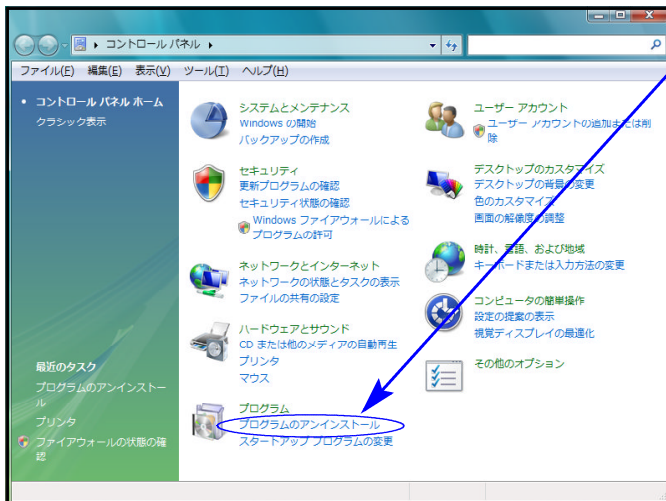 コントロール パネル
ファイル(F) 編集(E) 表示(V) ツール(T) ヘルプ(H)
コントロール パネル ホーム
クラシック表示
最近のタスク
プログラムのアンインストー
ル
プリンタ
ファイアウォールの状態の確
認
システムとメンテナンス
Windows の開始
バックアップの作成
セキュリティ
更新プログラムの確認
セキュリティ状態の確認
Windows ファイアウォールによる
プログラムの許可
ネットワークとインターネット
ネットワークの状態とタスクの表示
ファイルの共有の設定
ハードウェアとサウンド
CD または他のメディアの自動再生
プリンタ
マウス
プログラム
プログラムのアンインストール
スタートアップ プログラムの変更
ユーザー アカウント
ユーザー アカウントの追加または削
除
デスクトップのカスタマイズ
デスクトップの背景の変更
色のカスタマイズ
画面の解像度の調整
時計、言語、および地域
キーボードまたは入力方法の変更
コンピュータの簡単操作
設定の提案の表示
視覚ディスプレイの最適化
その他のオプション